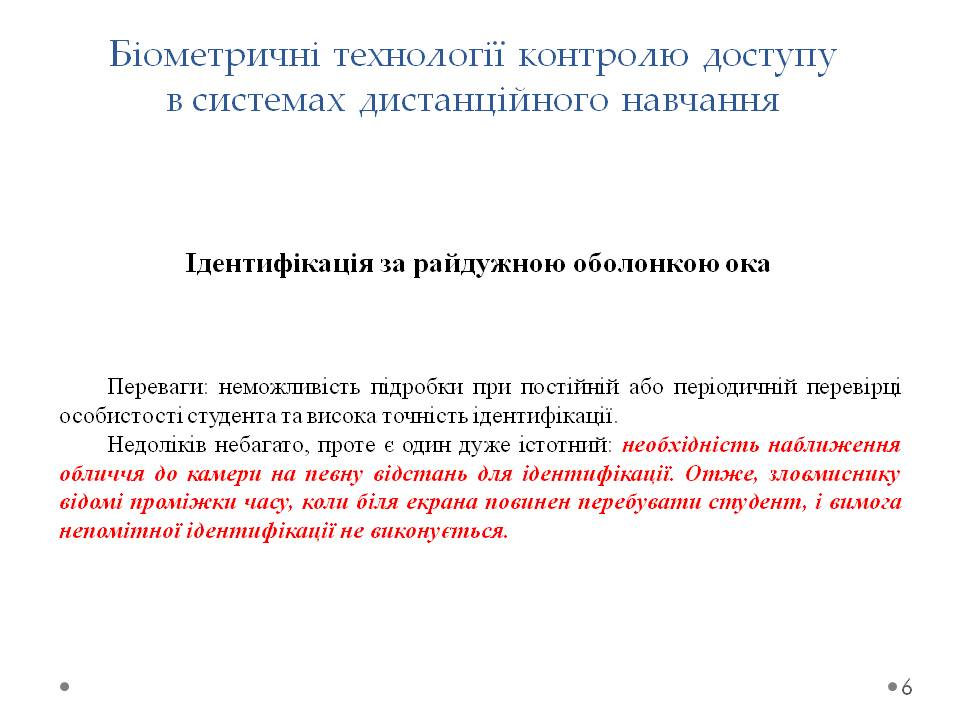 Біометричні технології контролю доступу
в системах дистанційного навчання
Ідентифікація за райдужною оболонкою ока
Переваги: неможливість підробки при постійній або періодичній перевірці
особистості студента та висока точність ідентифікації.
Недоліків небагато, проте є один дуже істотний: необхідність наближення
обличчя до камери на певну відстань для ідентифікації. Отже, зловмиснику
відомі проміжки часу, коли біля екрана повинен перебувати студент, і вимога
непомітної ідентифікації не виконується.
6